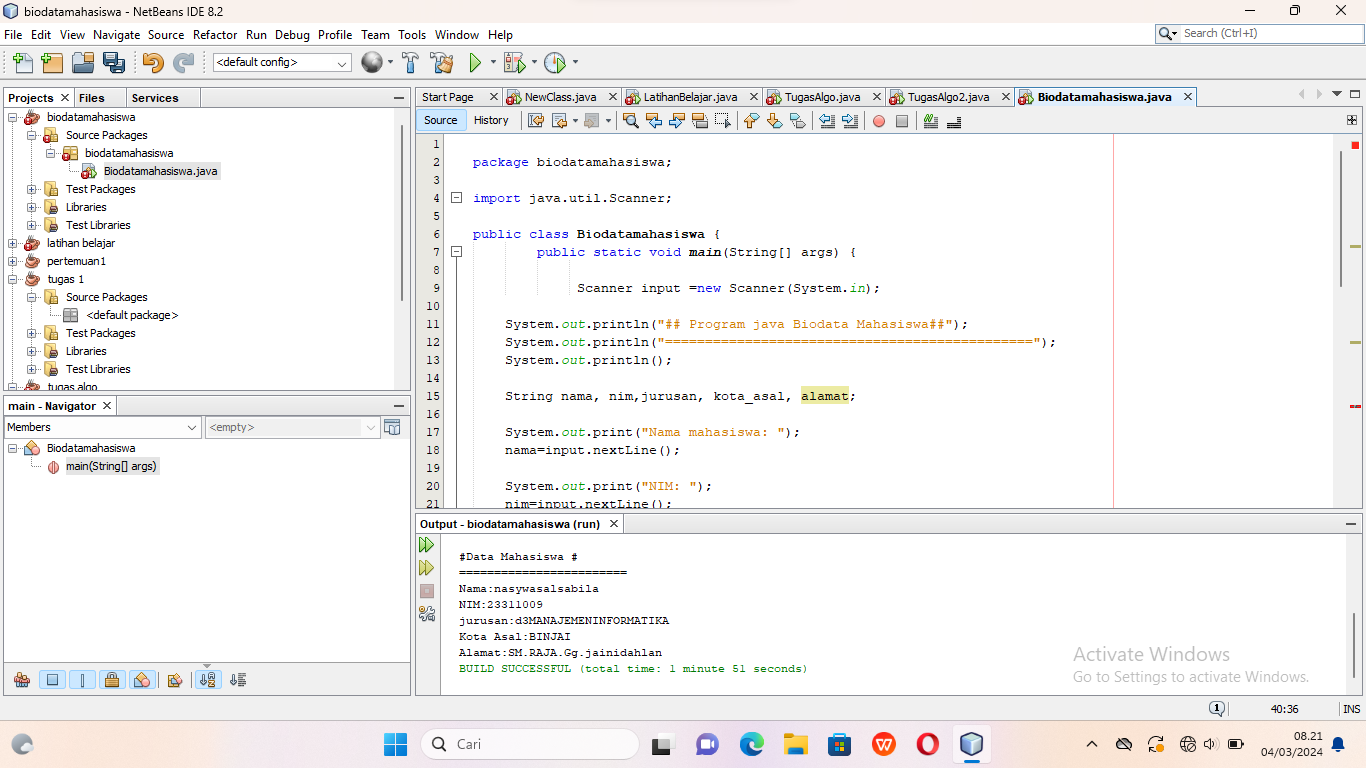 biodatamahasiswa - NetBeans IDE 8.2
File Edit View Navigate Source Refactor Run Debug Profile Team Tools Window Help
Search (Ctrl+I)
<default config>
Projects Files Services
biodatamahasiswa
Source Packages
biodatamahasiswa
Biodatamahasiswa.java
Test Packages
Libraries
Test Libraries
latihan belajar
pertemuan1
tugas 1
Source Packages
<default package>
Test Packages
Libraries
Test Libraries
tugas algo
main - Navigator
Members <empty>
Biodatamahasiswa
main(String[] args)
Start Page NewClass.java LatihanBelajar.java TugasAlgo.java TugasAlgo2.java Biodatamahasiswa.java
Source History
1
2 package biodatamahasiswa;
3
4 import java.util.Scanner;
5
6 public class Biodatamahasiswa {
7 public static void main(String[] args) {
8
9 Scanner input =new Scanner(System.in);
10
11 System.out.println("## Program java Biodata Mahasiswa##");
12 System.out.println("==============================================");
13 System.out.println();
14
15 String nama, nim,jurusan, kota_asal, alamat;
16
17 System.out.print("Nama mahasiswa: ");
18 nama=input.nextLine();
19
20 System.out.print("NIM: ");
21 nim=input.nextLine();
Output - biodatamahasiswa (run)
#Data Mahasiswa #
========================
Nama:nasywasalsabila
NIM:23311009
jurusan:d3MANAJEMENINFORMATIKA
Kota Asal:BINJAI
Alamat:SM.RAJA.Gg.jainidahlan
BUILD SUCCESSFUL (total time: 1 minute 51 seconds)
Activate Windows
Go to Settings to activate Windows.
1 40:36 INS
Cari
08.21
04/03/2024